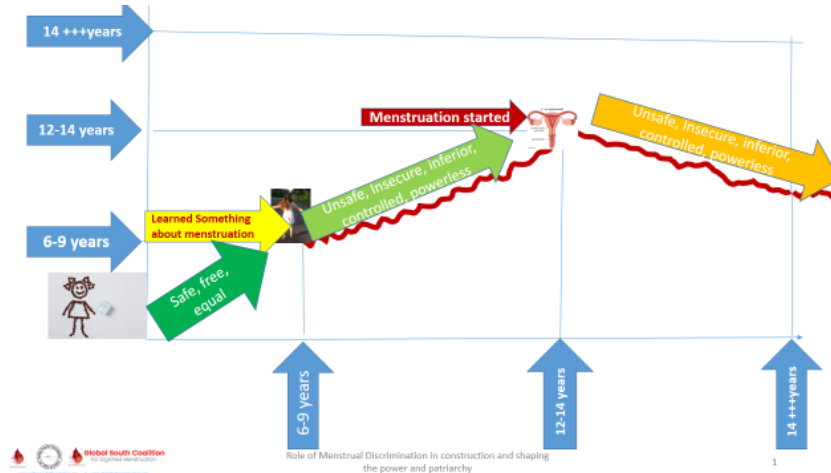 14 +++years
12-14 years
Menstruation started
Unsafe, Insecure, inferior,
controlled, powerless
Unsafe, Insecure, inferior,
controlled, powerless
Learned Something
about menstruation
6-9 years
Safe, free,
equal
6-9 years
12-14 years
14 +++years
Global South Coalition
For Dignified Menstruation
Role of Menstrual Discrimination in construction and shaping
the power and patriarchy
1